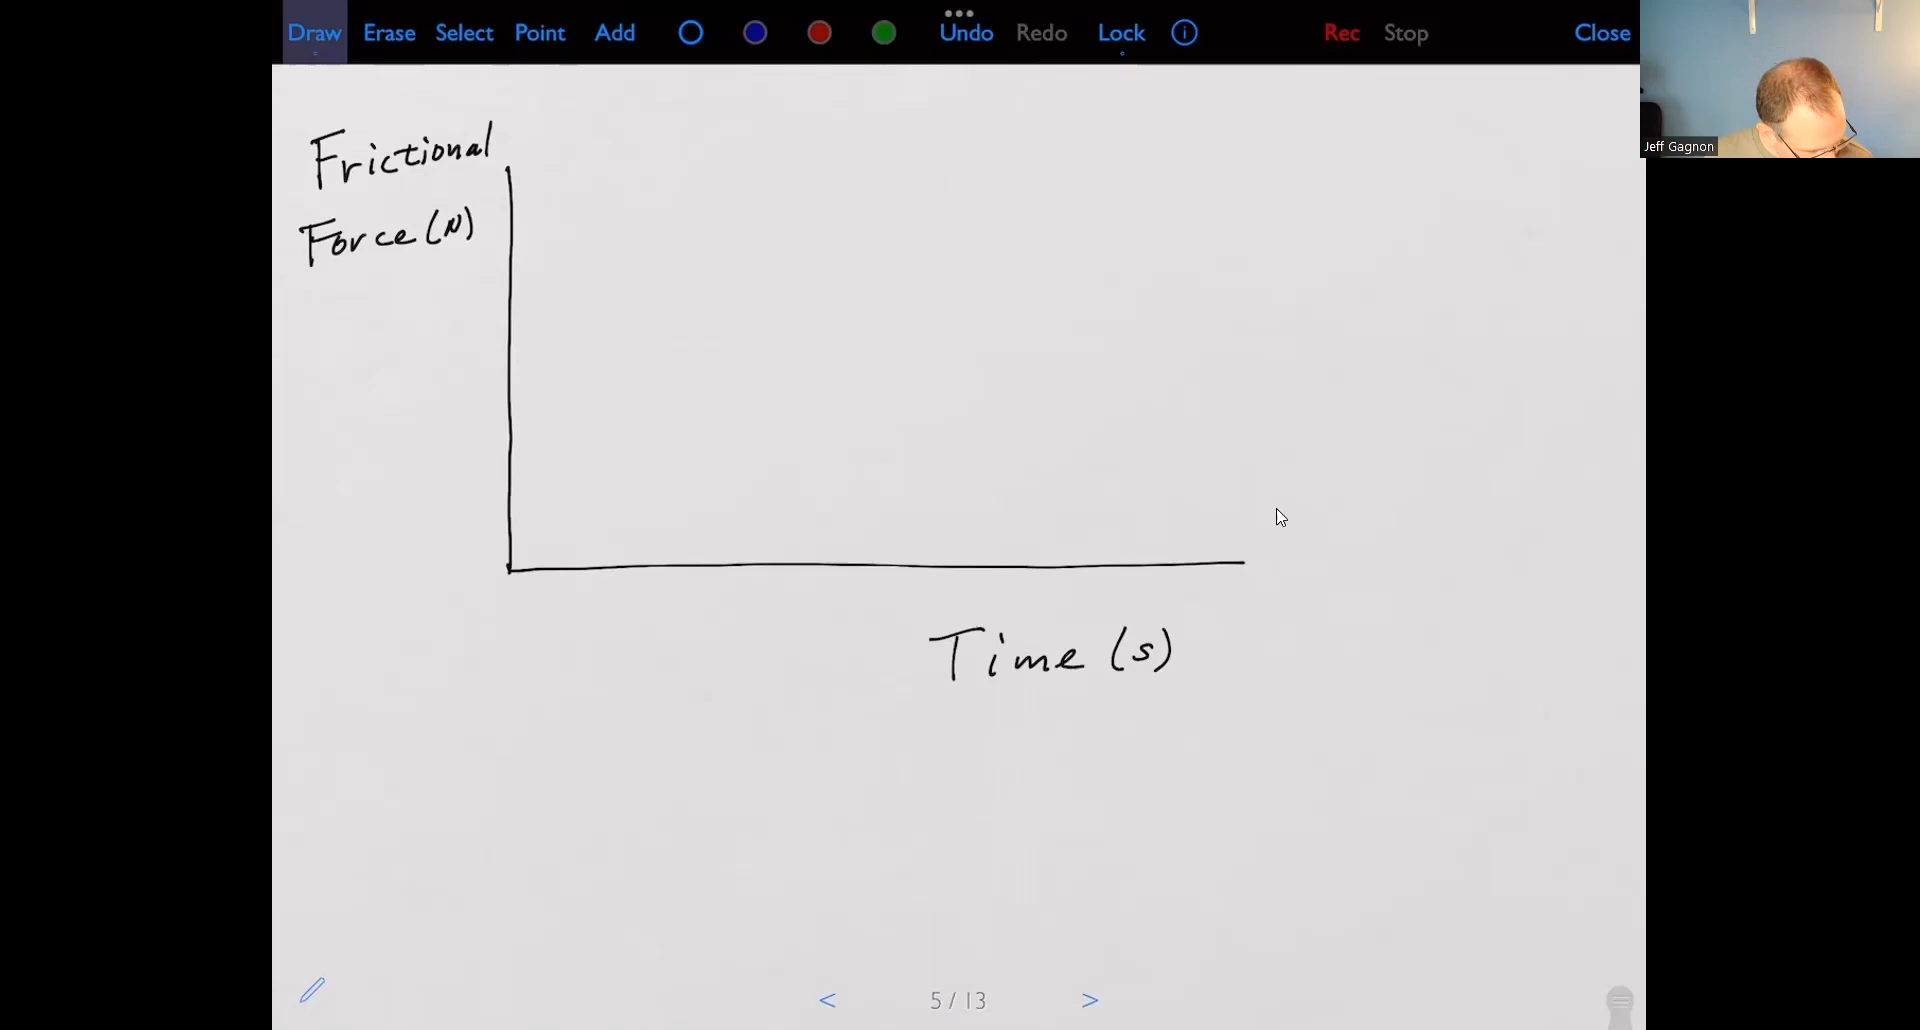 Draw Erase Select Point Add Undo Redo Lock Rec Stop Close
Jeff Gagnon
Frictional
Force (N)
Time (s)
< 5 / 13 >